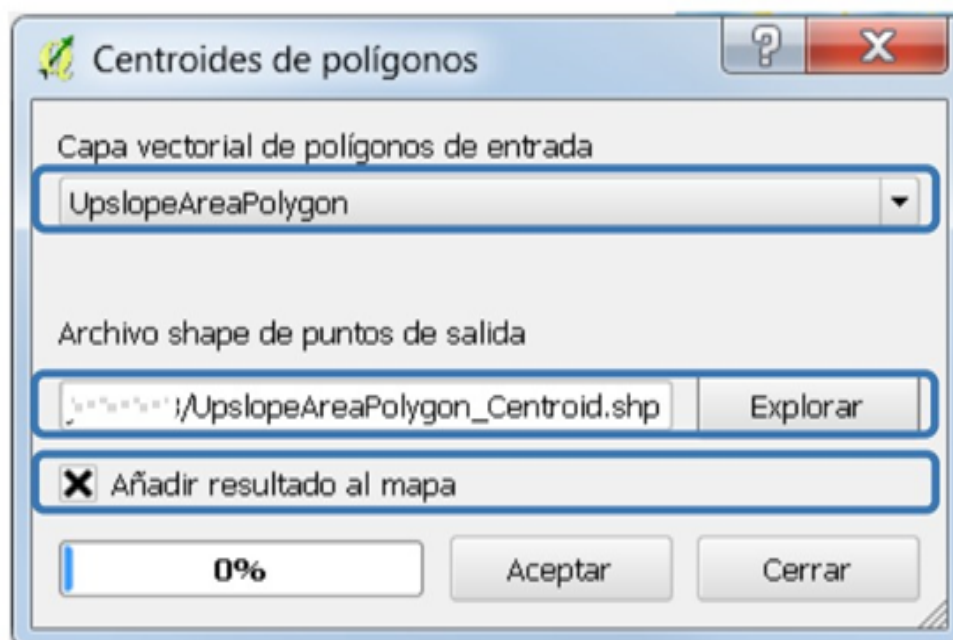 Centroides de polígonos
Capa vectorial de polígonos de entrada
UpslopeAreaPolygon
Archivo shape de puntos de salida
/UpslopeAreaPolygon_Centroid.shp Explorar
Añadir resultado al mapa
0% Aceptar Cerrar